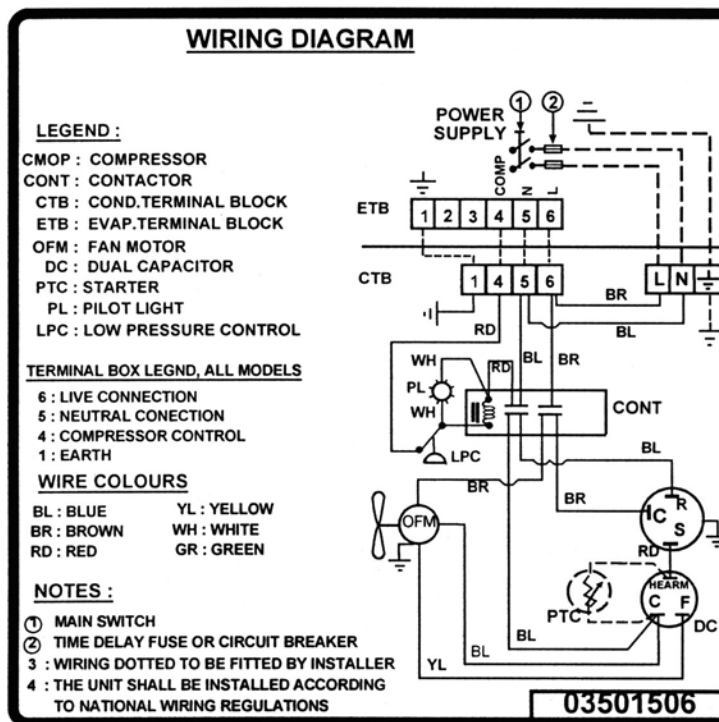 WIRING DIAGRAM
LEGEND :
CMOP : COMPRESSOR
CONT : CONTACTOR
CTB : COND.TERMINAL BLOCK
ETB : EVAP.TERMINAL BLOCK
OFM : FAN MOTOR
DC : DUAL CAPACITOR
PTC : STARTER
PL : PILOT LIGHT
LPC : LOW PRESSURE CONTROL
TERMINAL BOX LEGND, ALL MODELS
6 : LIVE CONNECTION
5 : NEUTRAL CONECTION
4 : COMPRESSOR CONTROL
1 : EARTH
WIRE COLOURS
BL : BLUE YL : YELLOW
BR : BROWN WH : WHITE
RD : RED GR : GREEN
NOTES :
1 MAIN SWITCH
2 TIME DELAY FUSE OR CIRCUIT BREAKER
3 : WIRING DOTTED TO BE FITTED BY INSTALLER
4 : THE UNIT SHALL BE INSTALLED ACCORDING
TO NATIONAL WIRING REGULATIONS
1 2
POWER
SUPPLY
COMP N L
ETB 1 2 3 4 5 6
CTB 1 4 5 6 L N
BR
RD BL BL
WH RD BR
PL
WH CONT
LPC BL
BR BR R
C
OFM S
RD
HEARM
PTC C F
DC
BL BL
YL
03501506